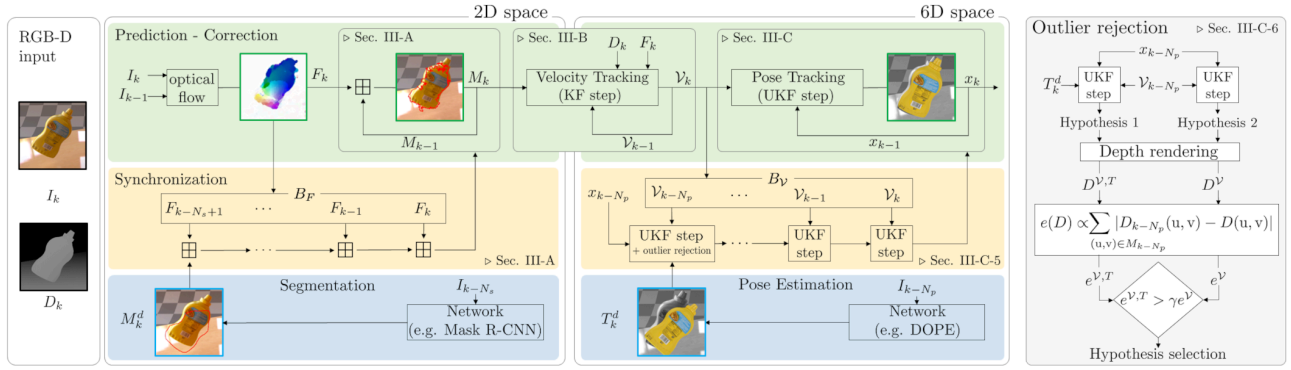 2D space
6D space
RGB-D
input
I_k
D_k
Prediction - Correction
I_k
I_{k−1}
optical
flow
F_k
▷ Sec. III-A
M_k
M_{k−1}
▷ Sec. III-B
D_k F_k
Velocity Tracking
(KF step)
𝒱_k
𝒱_{k−1}
▷ Sec. III-C
Pose Tracking
(UKF step)
x_k
x_{k−1}
Synchronization
B_F
F_{k−N_s+1} ··· F_{k−1} F_k
···
▷ Sec. III-A
x_{k−N_p}
B_𝒱
𝒱_{k−N_p} ··· 𝒱_{k−1} 𝒱_k
UKF step
+ outlier rejection
···
UKF
step
UKF
step
▷ Sec. III-C-5
Segmentation
M_k^d
I_{k−N_s}
Network
(e.g. Mask R-CNN)
Pose Estimation
T_k^d
I_{k−N_p}
Network
(e.g. DOPE)
Outlier rejection
▷ Sec. III-C-6
x_{k−N_p}
T_k^d
UKF
step
𝒱_{k−N_p}
UKF
step
Hypothesis 1 Hypothesis 2
Depth rendering
D^{𝒱,T} D^𝒱
e(D) ∝ ∑_{(u,v)∈M_{k−N_p}} |D_{k−N_p}(u, v) − D(u, v)|
e^{𝒱,T} e^𝒱
e^{𝒱,T} > γe^𝒱
Hypothesis selection